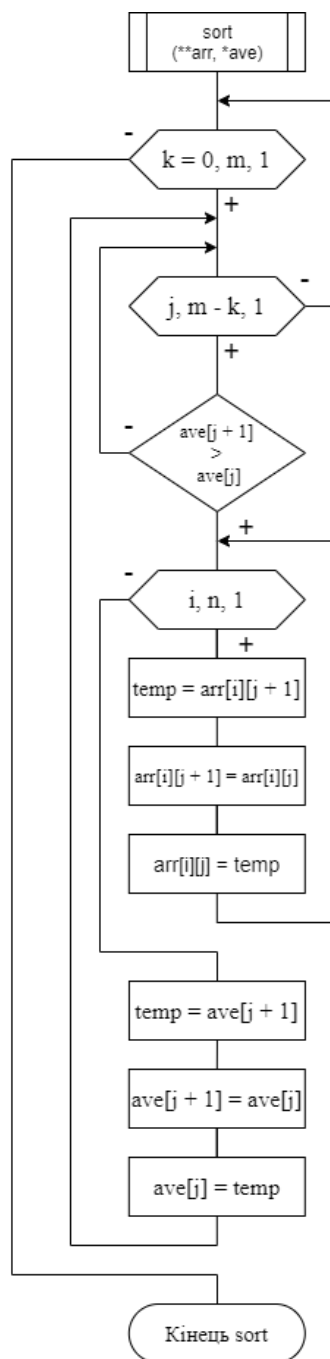 sort
(**arr, *ave)
-
k = 0, m, 1
+
-
j, m - k, 1
+
-
ave[j + 1]
>
ave[j]
+
-
i, n, 1
+
temp = arr[i][j + 1]
arr[i][j + 1] = arr[i][j]
arr[i][j] = temp
temp = ave[j + 1]
ave[j + 1] = ave[j]
ave[j] = temp
Кінець sort